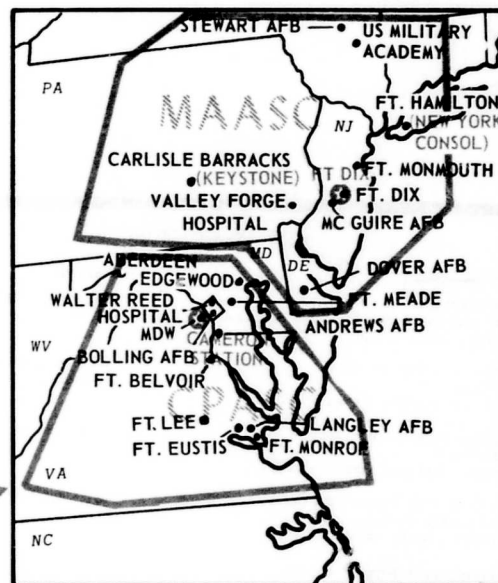 STEWART AFB
US MILITARY
ACADEMY
PA
MAASC
FT. HAMILTON
(NEW YORK
CONSOL)
NJ
CARLISLE BARRACKS
(KEYSTONE)
FT DIX
FT. MONMOUTH
FT. DIX
VALLEY FORGE
HOSPITAL
MC GUIRE AFB
MD
DE
ABERDEEN
EDGEWOOD
DOVER AFB
WALTER REED
HOSPITAL
FT. MEADE
MDW
CAMERON
STATION
ANDREWS AFB
WV
BOLLING AFB
FT. BELVOIR
CPASC
FT. LEE
LANGLEY AFB
FT. EUSTIS
FT. MONROE
VA
NC